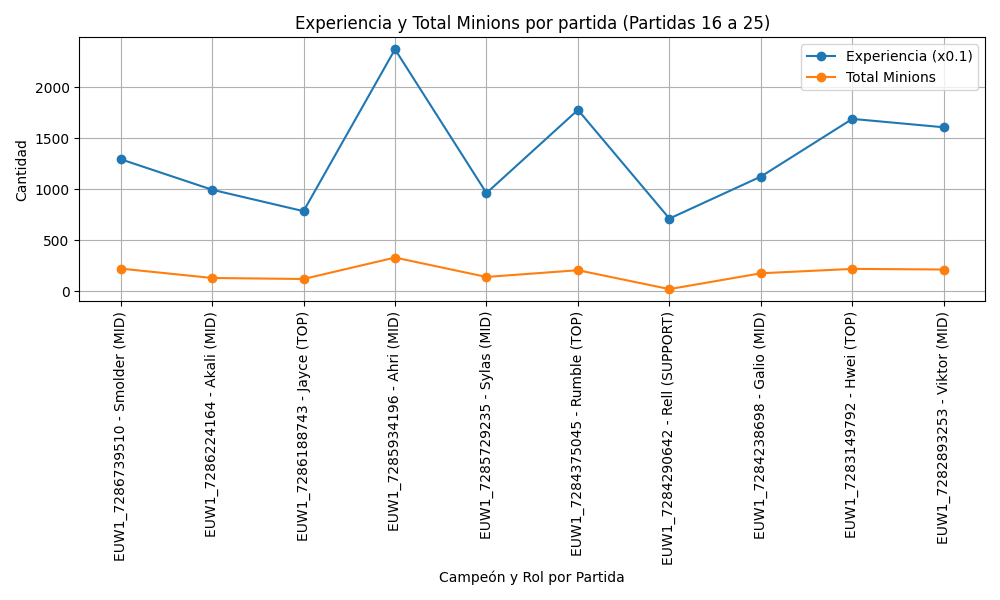 Experiencia y Total Minions por partida (Partidas 16 a 25)
Experiencia (x0.1)
Total Minions
Cantidad
2000
1500
1000
500
0
EUW1_7286739510 - Smolder (MID)
EUW1_7286224164 - Akali (MID)
EUW1_7286188743 - Jayce (TOP)
EUW1_7285934196 - Ahri (MID)
EUW1_7285729235 - Sylas (MID)
EUW1_7284375045 - Rumble (TOP)
EUW1_7284290642 - Rell (SUPPORT)
EUW1_7284238698 - Galio (MID)
EUW1_7283149792 - Hwei (TOP)
EUW1_7282893253 - Viktor (MID)
Campeón y Rol por Partida